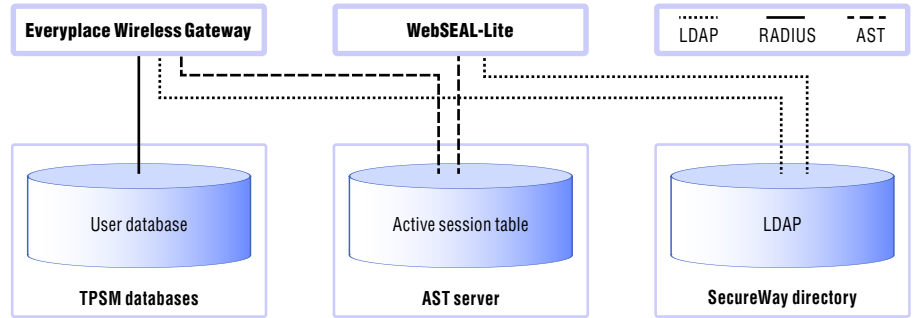 Everyplace Wireless Gateway
WebSEAL-Lite
LDAP RADIUS AST
User database
Active session table
LDAP
TPSM databases
AST server
SecureWay directory